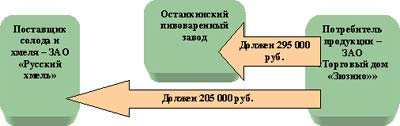 Поставщик
солода и
хмеля – ЗАО
«Русский
хмель»
Останкинский
пивоваренный
завод
Потребитель
продукции –
ЗАО
«Торговый дом
«Зюзино»»
Должен 295 000
руб.
Должен 205 000 руб.